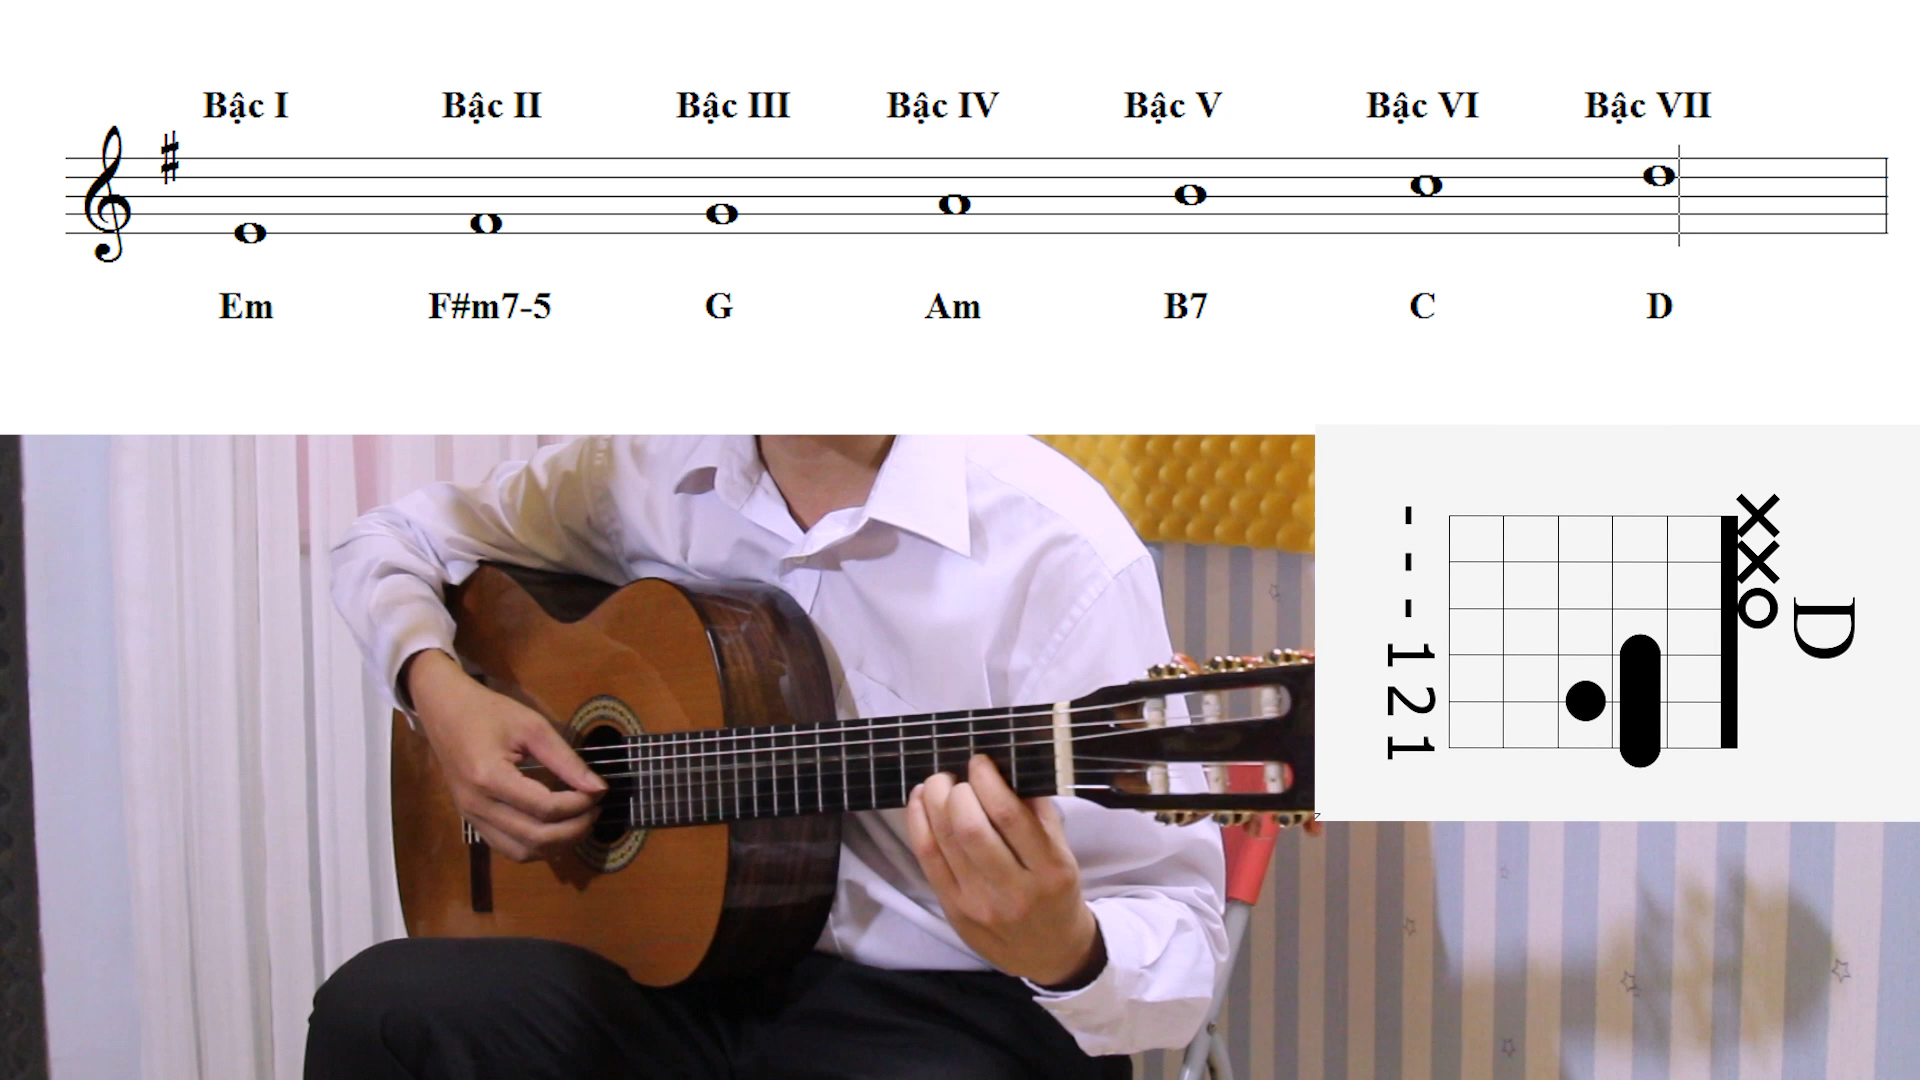 Bậc I Bậc II Bậc III Bậc IV Bậc V Bậc VI Bậc VII
Em F#m7-5 G Am B7 C D
D
XXO
- - - 1 2 1